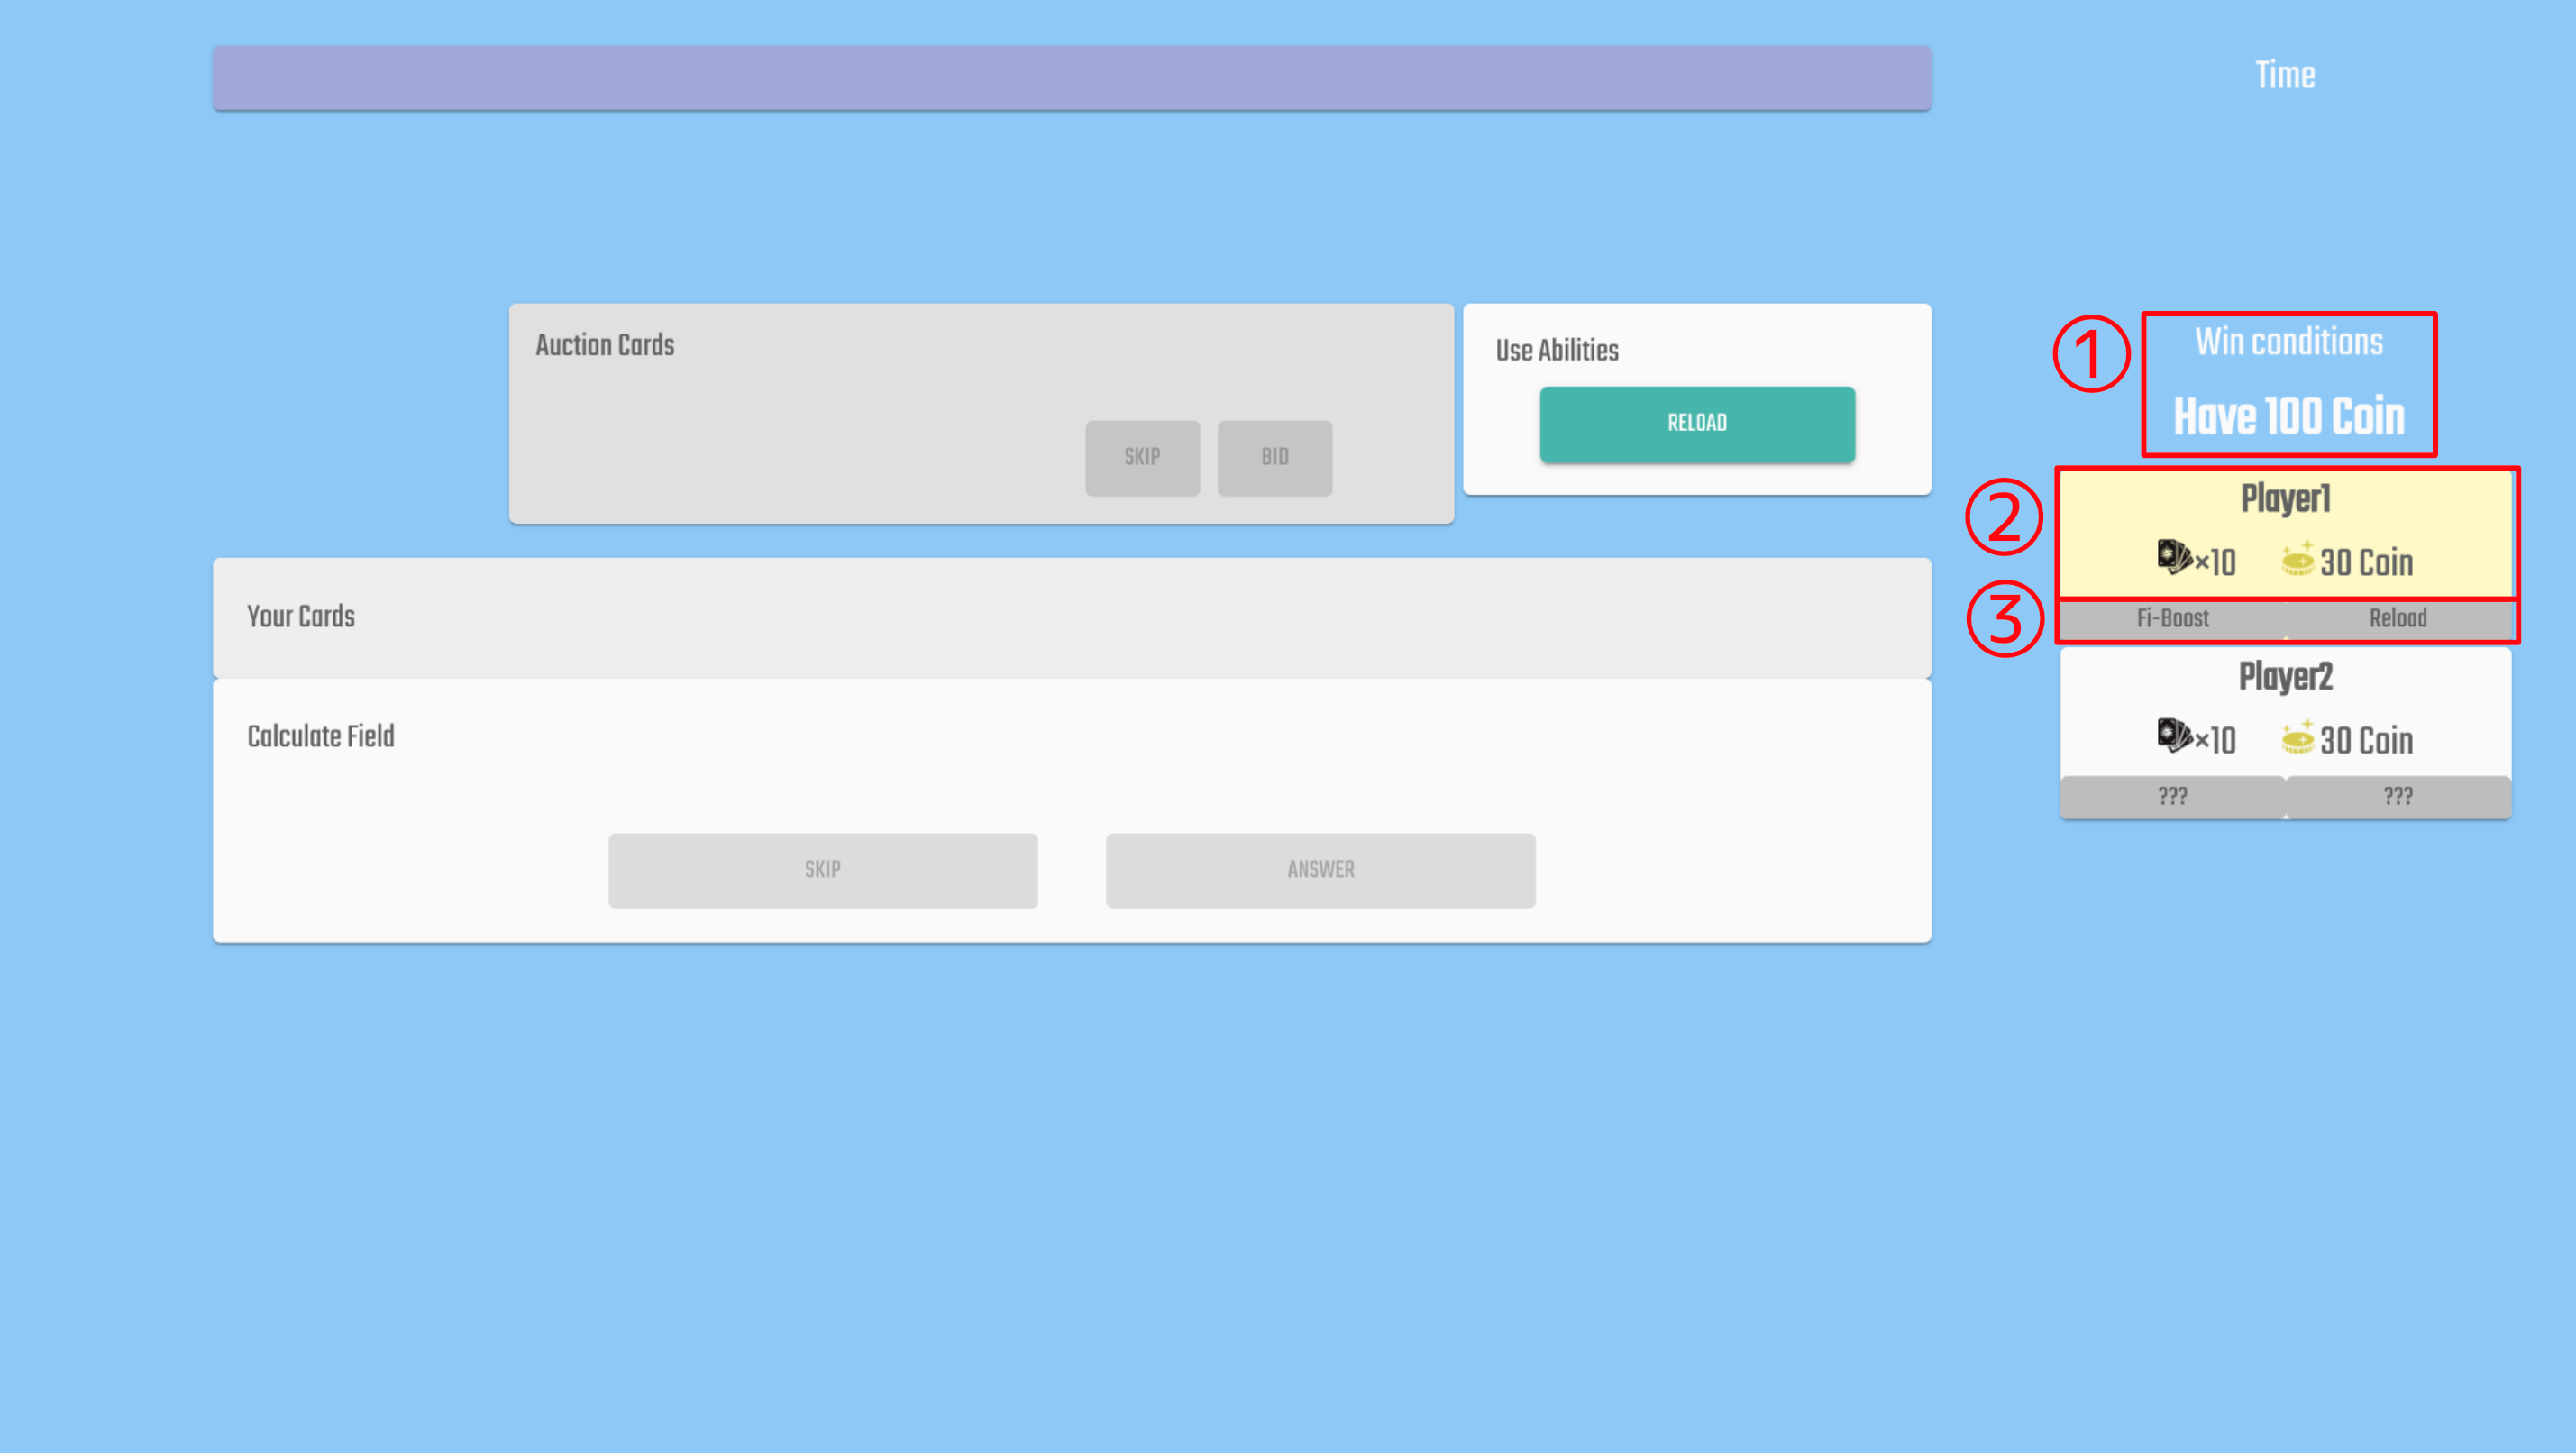 Time
Auction Cards
SKIP
BID
Use Abilities
RELOAD
Your Cards
Calculate Field
SKIP
ANSWER
①
Win conditions
Have 100 Coin
②
Player1
×10 30 Coin
③
Fi-Boost Reload
Player2
×10 30 Coin
??? ???